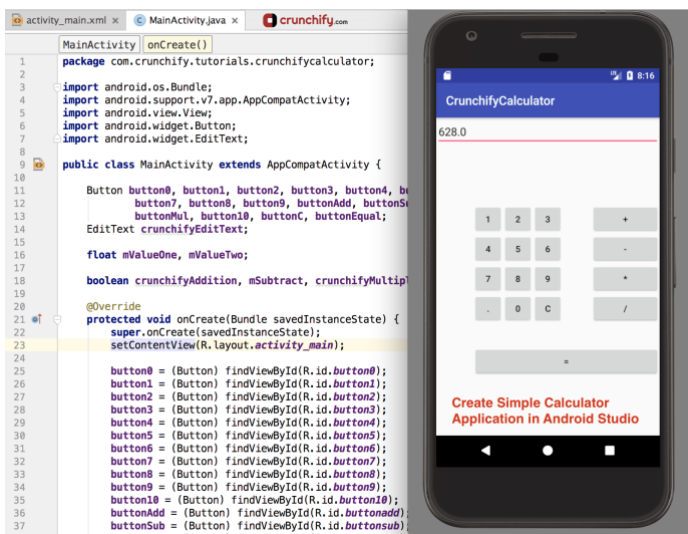 activity_main.xml × MainActivity.java × crunchify.com
MainActivity onCreate()
1 package com.crunchify.tutorials.crunchifycalculator;
2
3 import android.os.Bundle;
4 import android.support.v7.app.AppCompatActivity;
5 import android.view.View;
6 import android.widget.Button;
7 import android.widget.EditText;
8
9 public class MainActivity extends AppCompatActivity {
10
11 Button button0, button1, button2, button3, button4,
12 button7, button8, button9, buttonAdd,
13 buttonMul, button10, buttonC, buttonEqual;
14 EditText crunchifyEditText;
15
16 float mValueOne, mValueTwo;
17
18 boolean crunchifyAddition, mSubtract,
19
20 @Override
21 protected void onCreate(Bundle savedInstanceState) {
22 super.onCreate(savedInstanceState);
23 setContentView(R.layout.activity_main);
24
25 button0 = (Button) findViewById(R.id.button0);
26 button1 = (Button) findViewById(R.id.button1);
27 button2 = (Button) findViewById(R.id.button2);
28 button3 = (Button) findViewById(R.id.button3);
29 button4 = (Button) findViewById(R.id.button4);
30 button5 = (Button) findViewById(R.id.button5);
31 button6 = (Button) findViewById(R.id.button6);
32 button7 = (Button) findViewById(R.id.button7);
33 button8 = (Button) findViewById(R.id.button8);
34 button9 = (Button) findViewById(R.id.button9);
35 button10 = (Button) findViewById(R.id.button10);
36 buttonAdd = (Button) findViewById(R.id.buttonadd)
37 buttonSub = (Button) findViewById(R.id.buttonsub)
8:16
CrunchifyCalculator
628.0
1 2 3 +
4 5 6 -
7 8 9 *
. 0 C /
=
Create Simple Calculator
Application in Android Studio